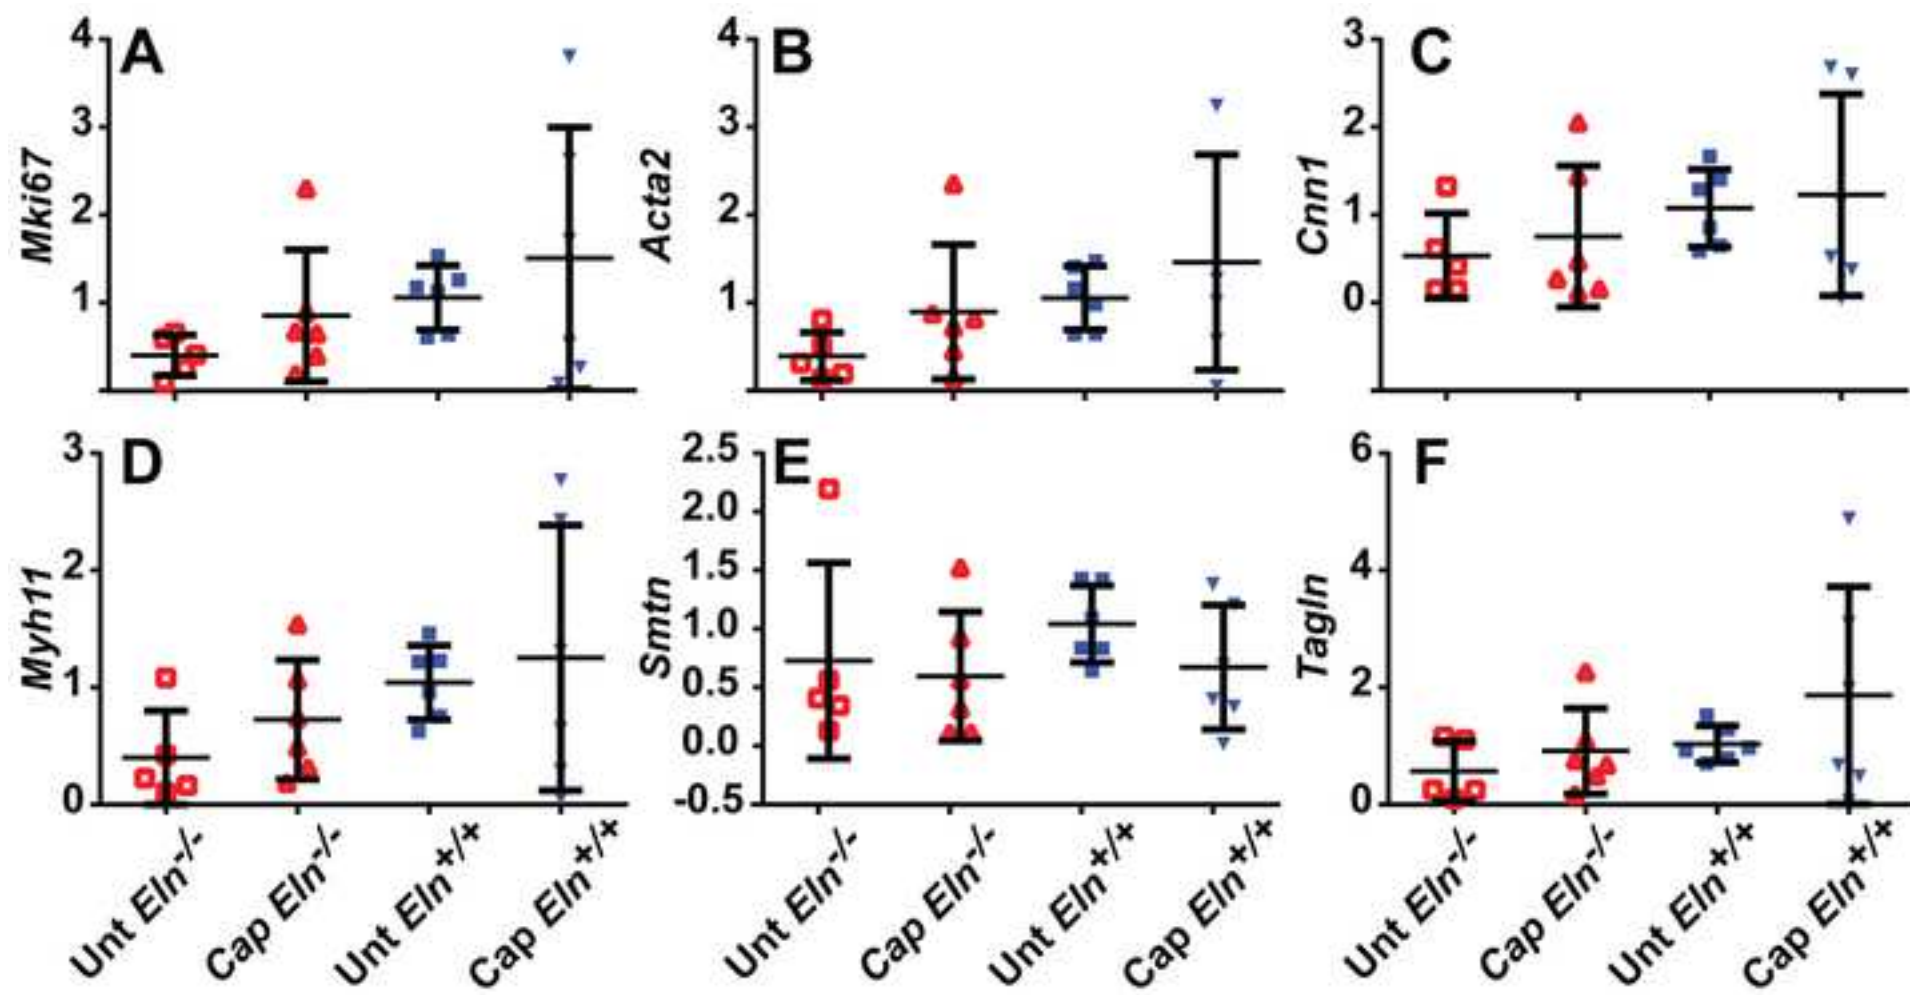 A
4
3
2
1
Mki67
B
4
3
2
1
Acta2
C
3
2
1
0
Cnn1
D
3
2
1
0
Myh11
E
2.5
2.0
1.5
1.0
0.5
0.0
-0.5
Smtn
F
6
4
2
0
Tagln
Unt Eln-/-
Cap Eln-/-
Unt Eln+/+
Cap Eln+/+
Unt Eln-/-
Cap Eln-/-
Unt Eln+/+
Cap Eln+/+
Unt Eln-/-
Cap Eln-/-
Unt Eln+/+
Cap Eln+/+